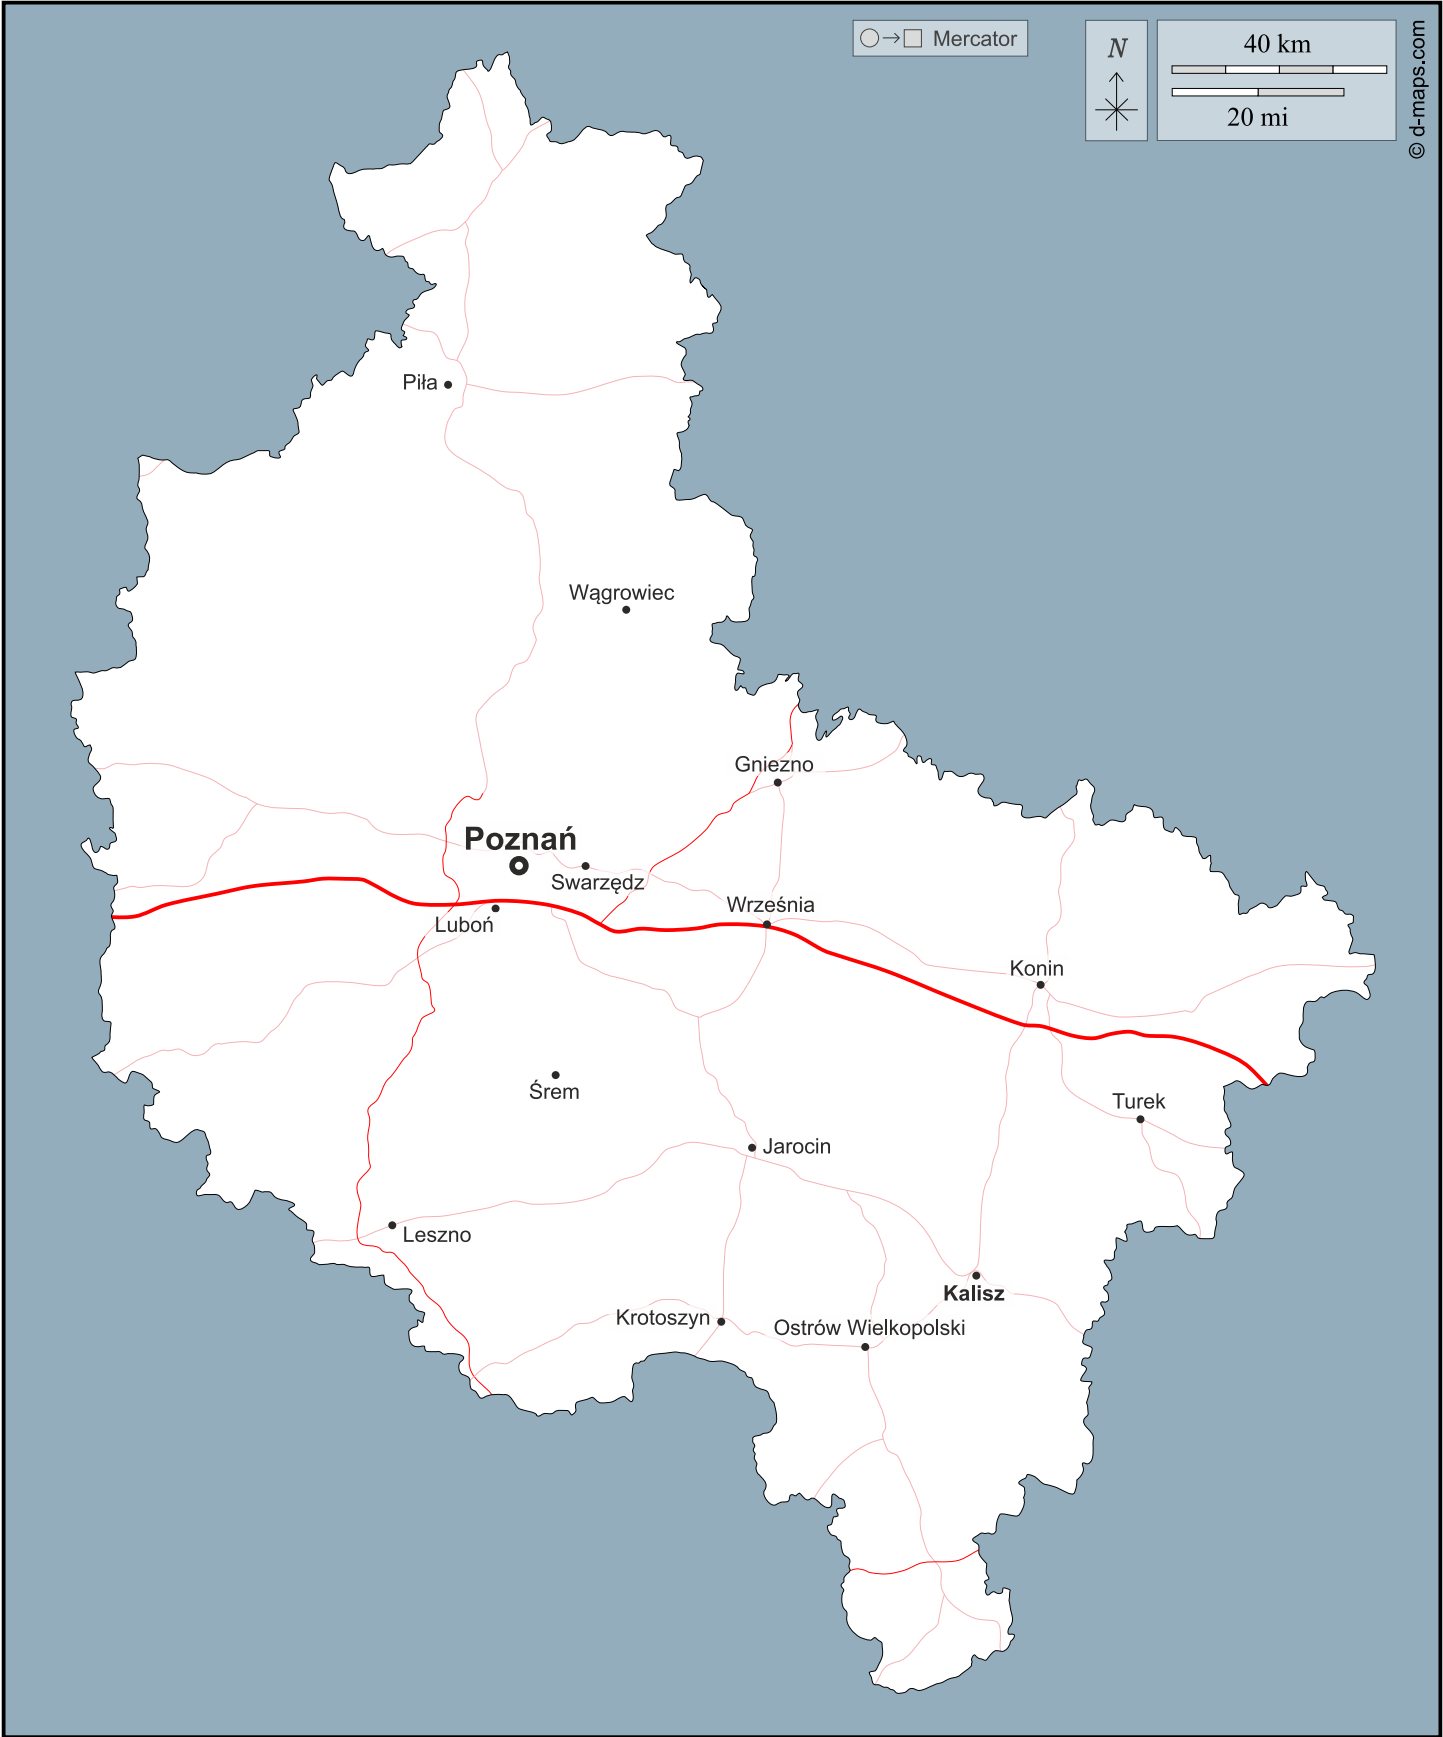 Mercator
N
40 km
20 mi
© d-maps.com
Piła
Wągrowiec
Gniezno
Poznań
Swarzędz
Września
Luboń
Konin
Śrem
Turek
Jarocin
Leszno
Kalisz
Krotoszyn
Ostrów Wielkopolski